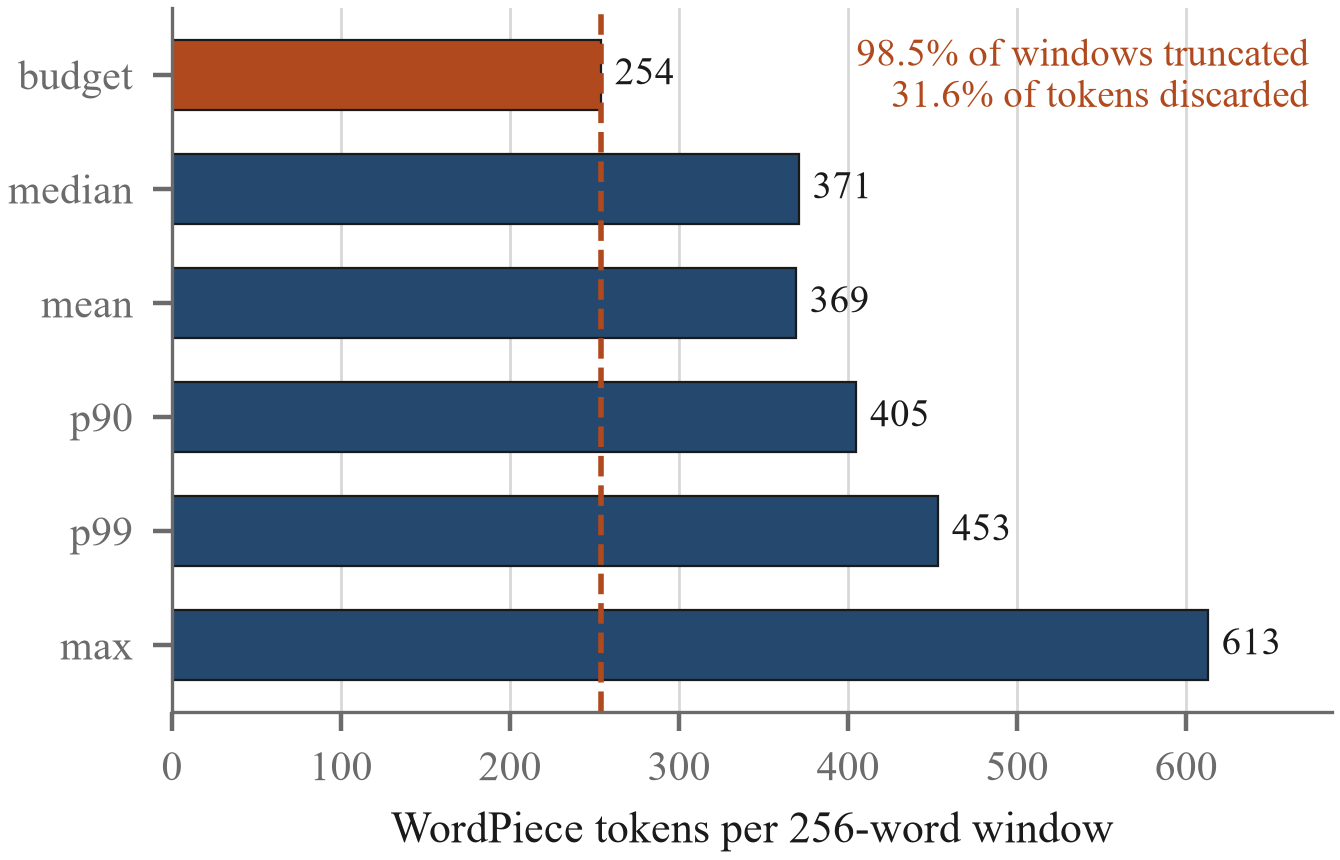 98.5% of windows truncated
31.6% of tokens discarded
budget 254
median 371
mean 369
p90 405
p99 453
max 613
0 100 200 300 400 500 600
WordPiece tokens per 256-word window